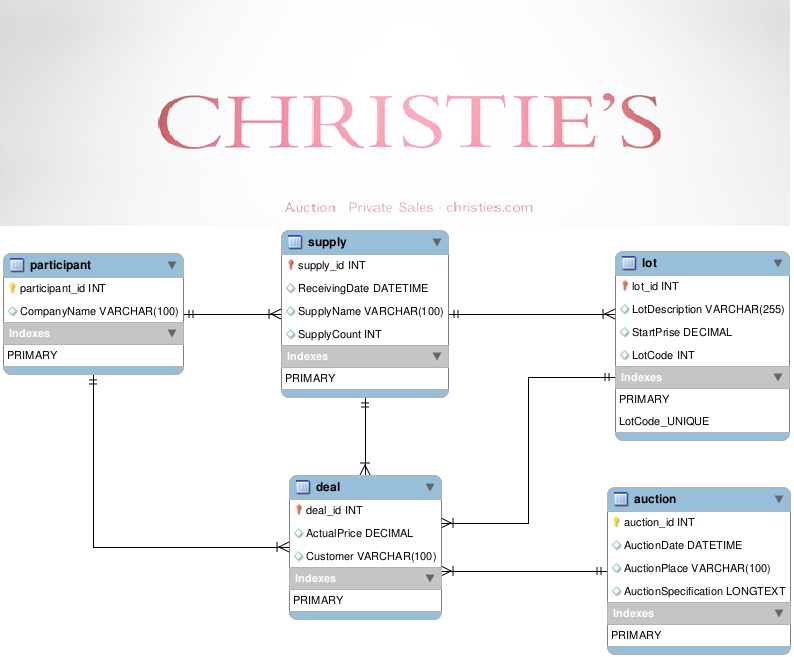 CHRISTIE'S
Auction · Private Sales · christies.com
participant
participant_id INT
CompanyName VARCHAR(100)
Indexes
PRIMARY
supply
supply_id INT
ReceivingDate DATETIME
SupplyName VARCHAR(100)
SupplyCount INT
Indexes
PRIMARY
lot
lot_id INT
LotDescription VARCHAR(255)
StartPrise DECIMAL
LotCode INT
Indexes
PRIMARY
LotCode_UNIQUE
deal
deal_id INT
ActualPrice DECIMAL
Customer VARCHAR(100)
Indexes
PRIMARY
auction
auction_id INT
AuctionDate DATETIME
AuctionPlace VARCHAR(100)
AuctionSpecification LONGTEXT
Indexes
PRIMARY